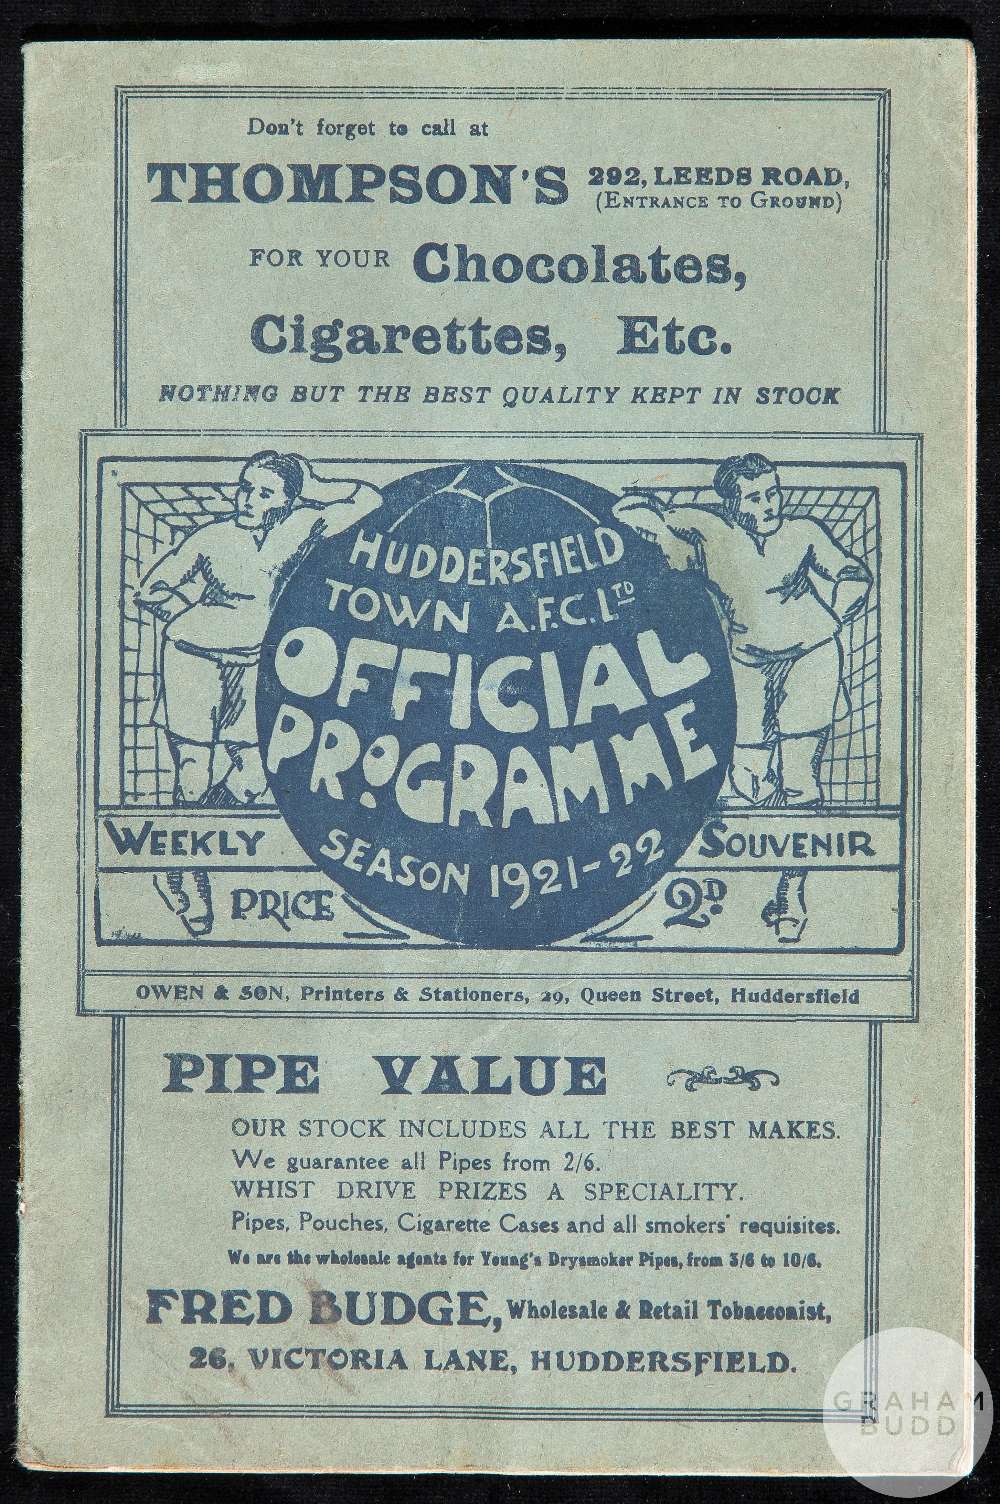 Don't forget to call at
THOMPSON'S 292, LEEDS ROAD,
(ENTRANCE TO GROUND)
FOR YOUR Chocolates,
Cigarettes, Etc.
NOTHING BUT THE BEST QUALITY KEPT IN STOCK
HUDDERSFIELD
TOWN A.F.C. LTD
OFFICIAL
PROGRAMME
SEASON 1921-22
WEEKLY
SOUVENIR
PRICE
2D.
OWEN & SON, Printers & Stationers, 29, Queen Street, Huddersfield
PIPE VALUE
OUR STOCK INCLUDES ALL THE BEST MAKES.
We guarantee all Pipes from 2/6.
WHIST DRIVE PRIZES A SPECIALITY.
Pipes, Pouches, Cigarette Cases and all smokers' requisites.
We are the wholesale agents for Young's Drysmoker Pipes, from 3/6 to 10/6.
FRED BUDGE, Wholesale & Retail Tobacconist,
26, VICTORIA LANE, HUDDERSFIELD.
GRAHAM
BUDD